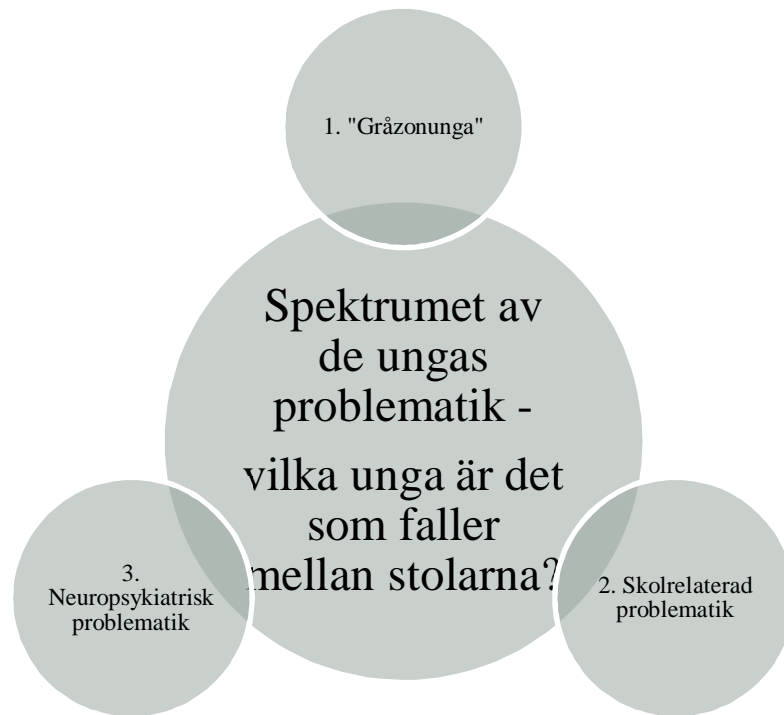 1. "Gråzonunga"
Spektrumet av
de ungas
problematik -
vilka unga är det
som faller
mellan stolarna?
2. Skolrelaterad
problematik
3.
Neuropsykiatrisk
problematik